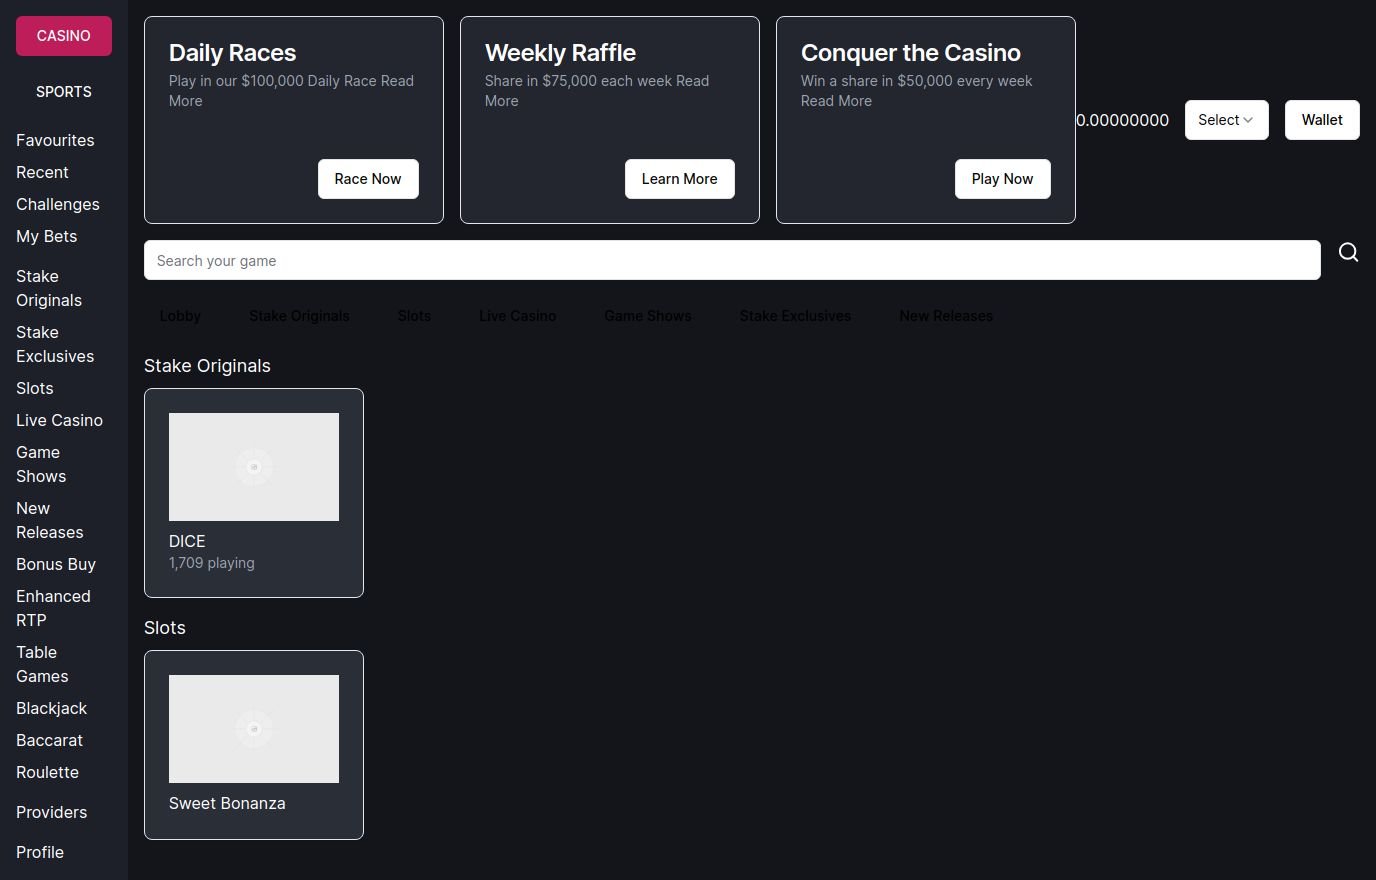 CASINO
SPORTS
Favourites
Recent
Challenges
My Bets
Stake
Originals
Stake
Exclusives
Slots
Live Casino
Game
Shows
New
Releases
Bonus Buy
Enhanced
RTP
Table
Games
Blackjack
Baccarat
Roulette
Providers
Profile
Daily Races
Play in our $100,000 Daily Race Read
More
Race Now
Weekly Raffle
Share in $75,000 each week Read
More
Learn More
Conquer the Casino
Win a share in $50,000 every week
Read More
Play Now
0.00000000
Select
Wallet
Search your game
Lobby Stake Originals Slots Live Casino Game Shows Stake Exclusives New Releases
Stake Originals
DICE
1,709 playing
Slots
Sweet Bonanza